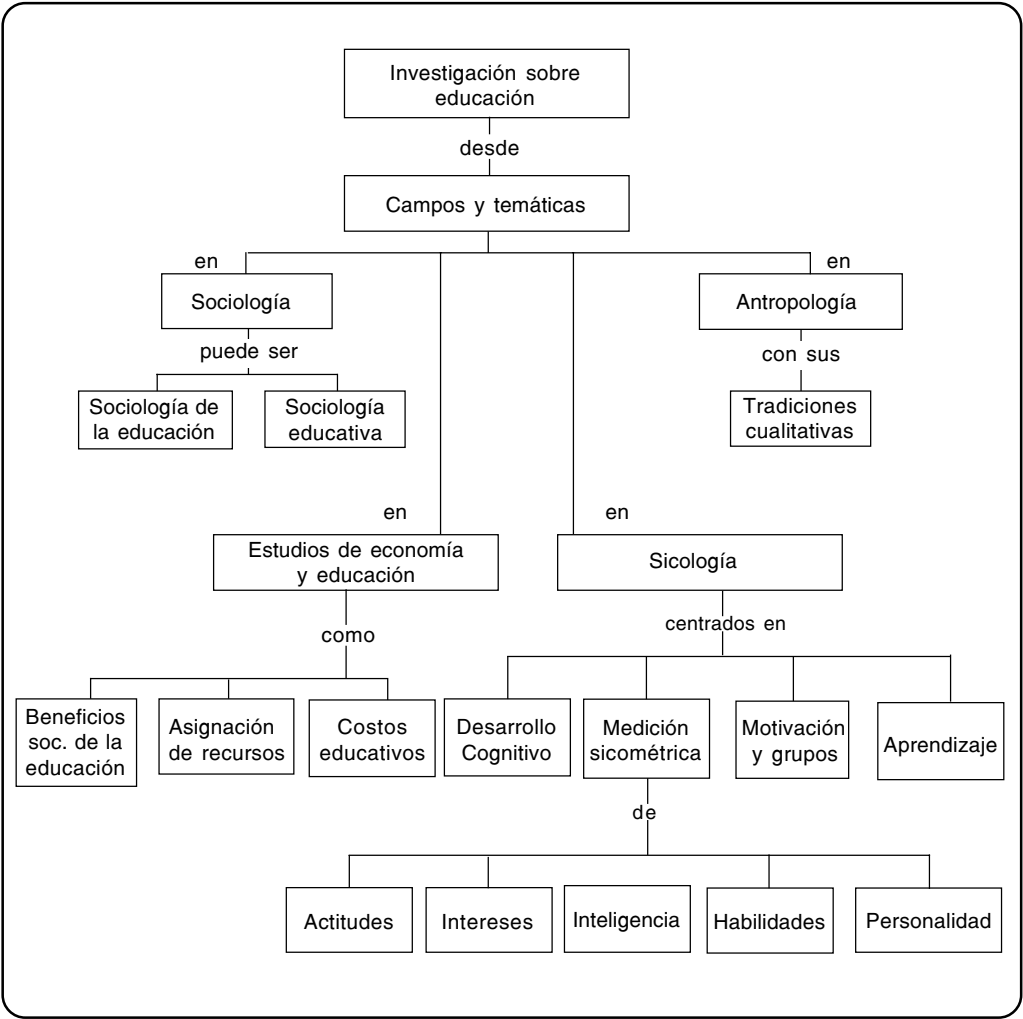 Investigación sobre
educación
desde
Campos y temáticas
en
en
Sociología
Antropología
puede ser
con sus
Sociología de
la educación
Sociología
educativa
Tradiciones
cualitativas
en
en
Estudios de economía
y educación
Sicología
como
centrados en
Beneficios
soc. de la
educación
Asignación
de recursos
Costos
educativos
Desarrollo
Cognitivo
Medición
sicométrica
Motivación
y grupos
Aprendizaje
de
Actitudes
Intereses
Inteligencia
Habilidades
Personalidad